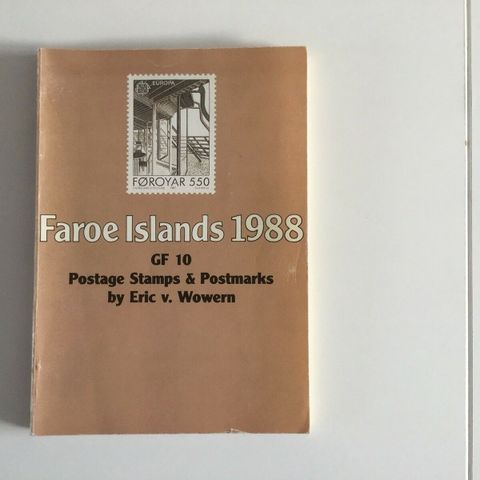 EUROPA
FØROYAR 550
Faroe Islands 1988
GF 10
Postage Stamps & Postmarks
by Eric v. Wowern